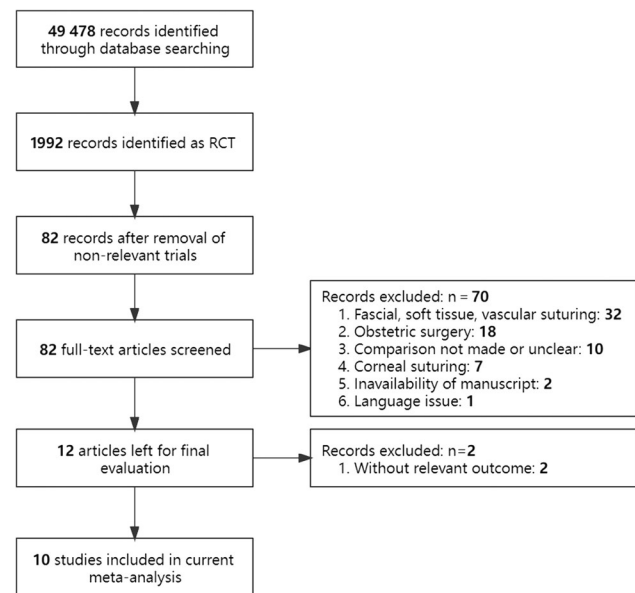 49 478 records identified
through database searching
1992 records identified as RCT
82 records after removal of
non-relevant trials
82 full-text articles screened
Records excluded: n = 70
1. Fascial, soft tissue, vascular suturing: 32
2. Obstetric surgery: 18
3. Comparison not made or unclear: 10
4. Corneal suturing: 7
5. Inavailability of manuscript: 2
6. Language issue: 1
12 articles left for final
evaluation
Records excluded: n=2
1. Without relevant outcome: 2
10 studies included in current
meta-analysis